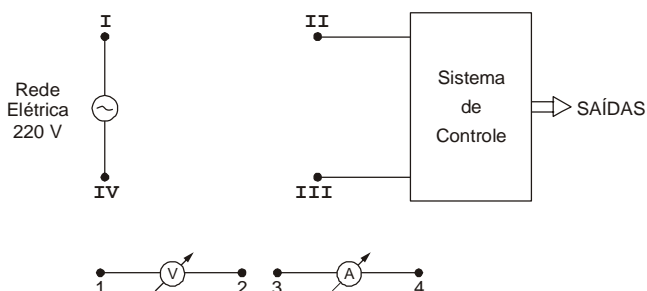 I
II
Rede
Elétrica
220 V
Sistema
de
Controle
SAÍDAS
IV
III
V
A
1
2
3
4